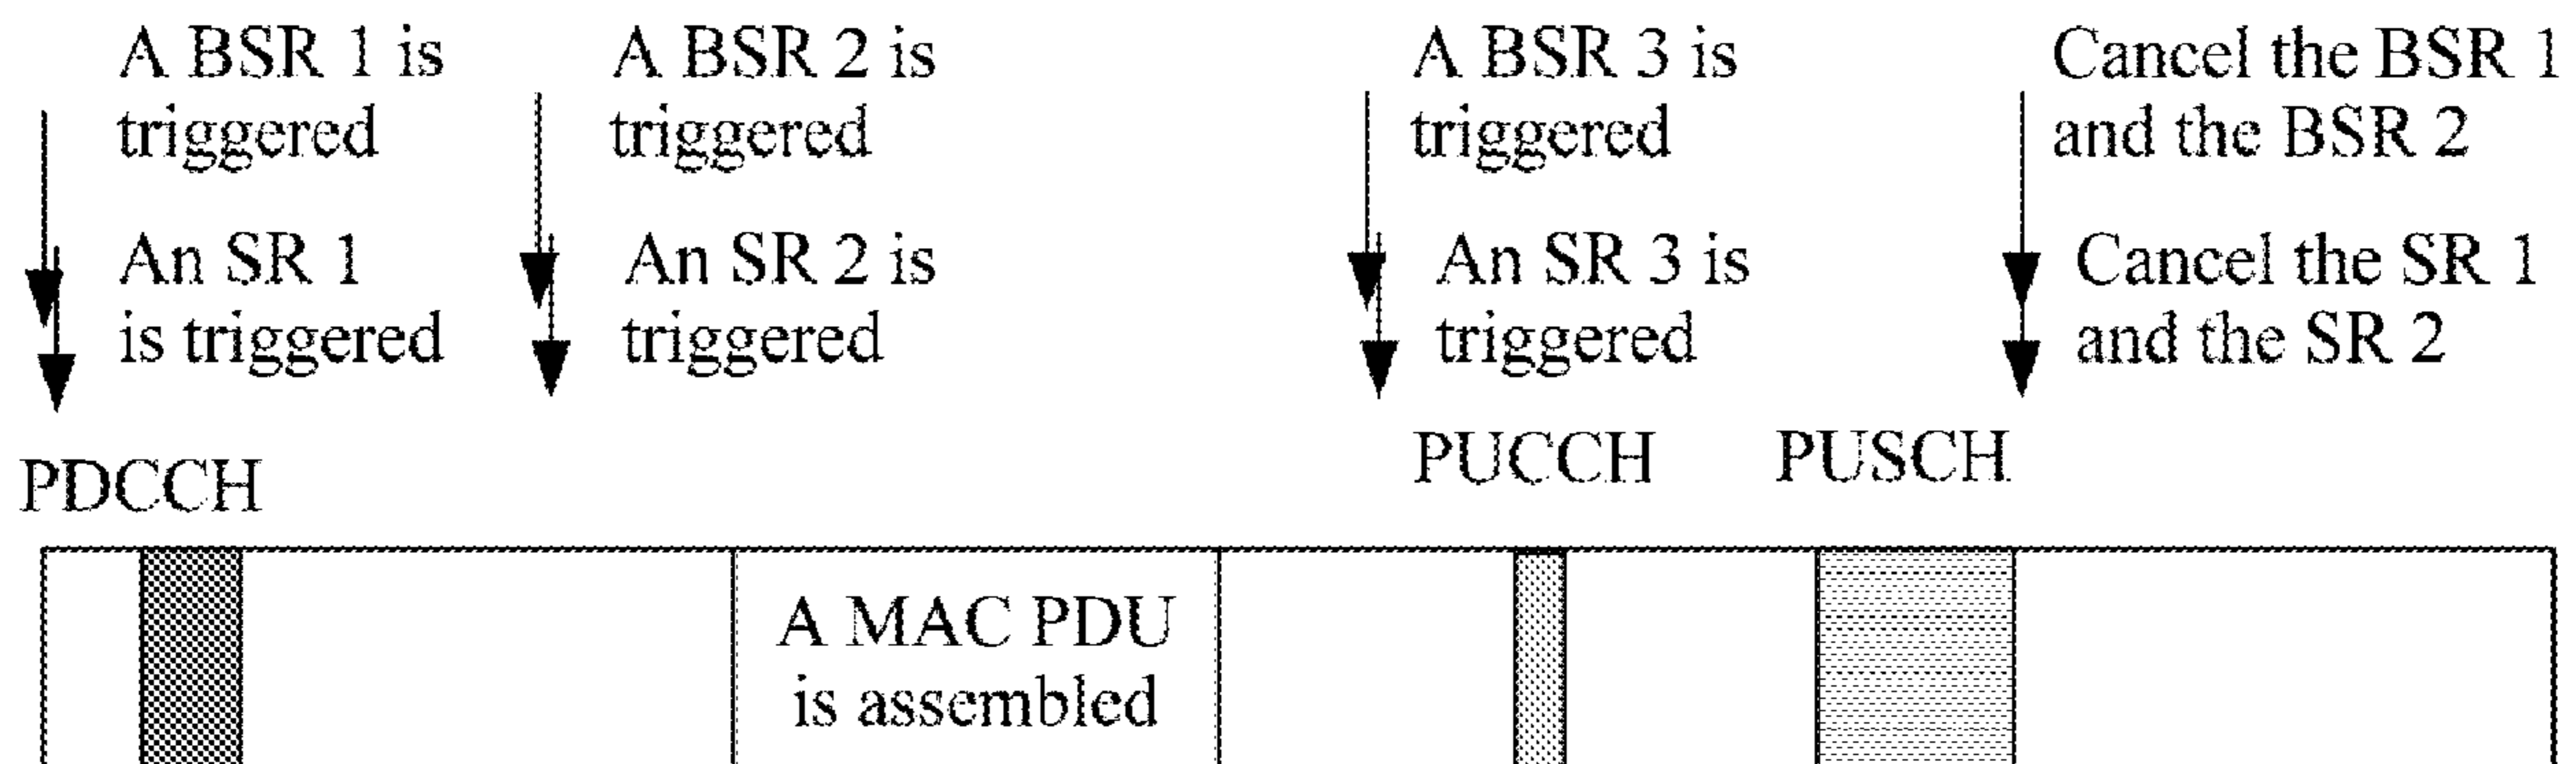 A BSR 1 is
triggered
A BSR 2 is
triggered
A BSR 3 is
triggered
Cancel the BSR 1
and the BSR 2
An SR 1
is triggered
An SR 2 is
triggered
An SR 3 is
triggered
Cancel the SR 1
and the SR 2
PDCCH
PUCCH
PUSCH
A MAC PDU
is assembled